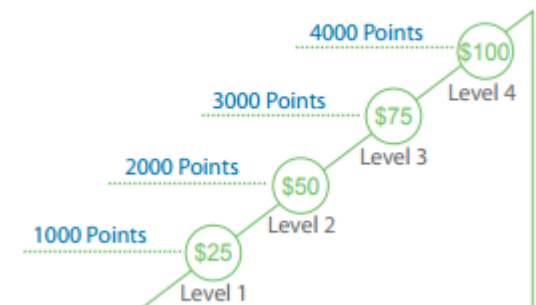 4000 Points
$100
Level 4
3000 Points
$75
Level 3
2000 Points
$50
Level 2
1000 Points
$25
Level 1